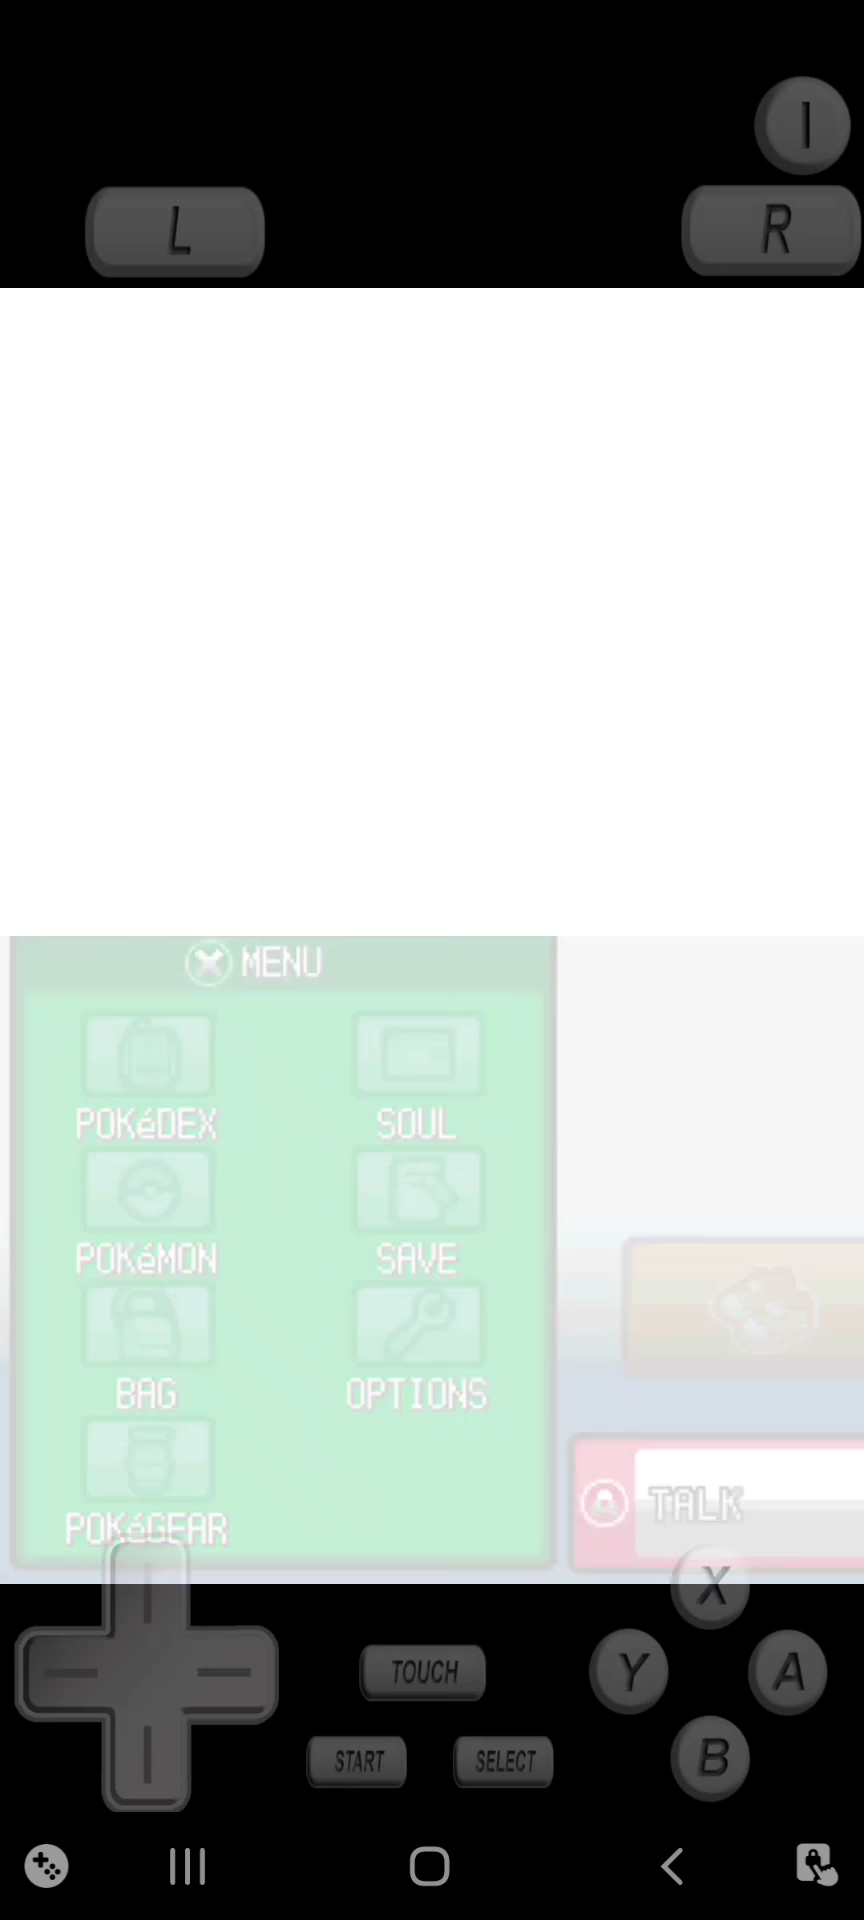 I
L
R
X MENU
POKéDEX
SOUL
POKéMON
SAVE
BAG
OPTIONS
POKéGEAR
A TALK
X
TOUCH
Y
A
START
SELECT
B